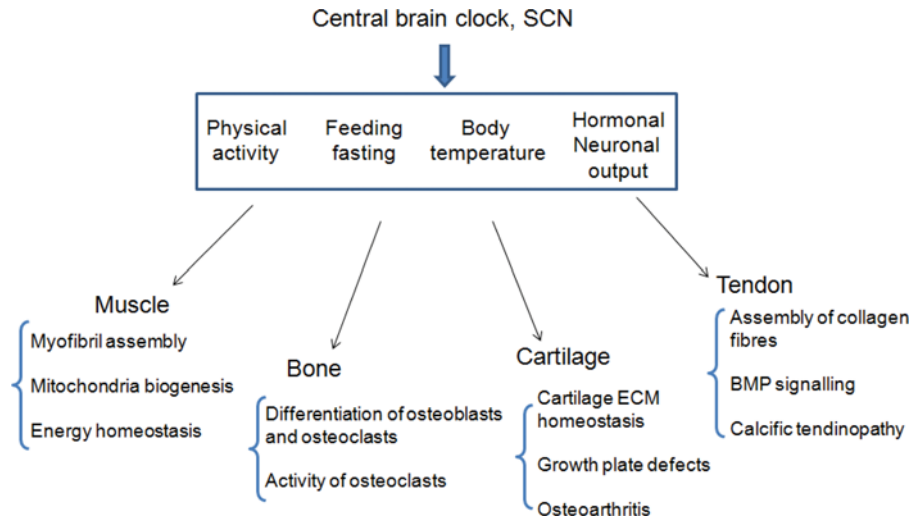 Central brain clock, SCN
Physical
activity
Feeding
fasting
Body
temperature
Hormonal
Neuronal
output
Muscle
Myofibril assembly
Mitochondria biogenesis
Energy homeostasis
Bone
Differentiation of osteoblasts
and osteoclasts
Activity of osteoclasts
Cartilage
Cartilage ECM
homeostasis
Growth plate defects
Osteoarthritis
Tendon
Assembly of collagen
fibres
BMP signalling
Calcific tendinopathy